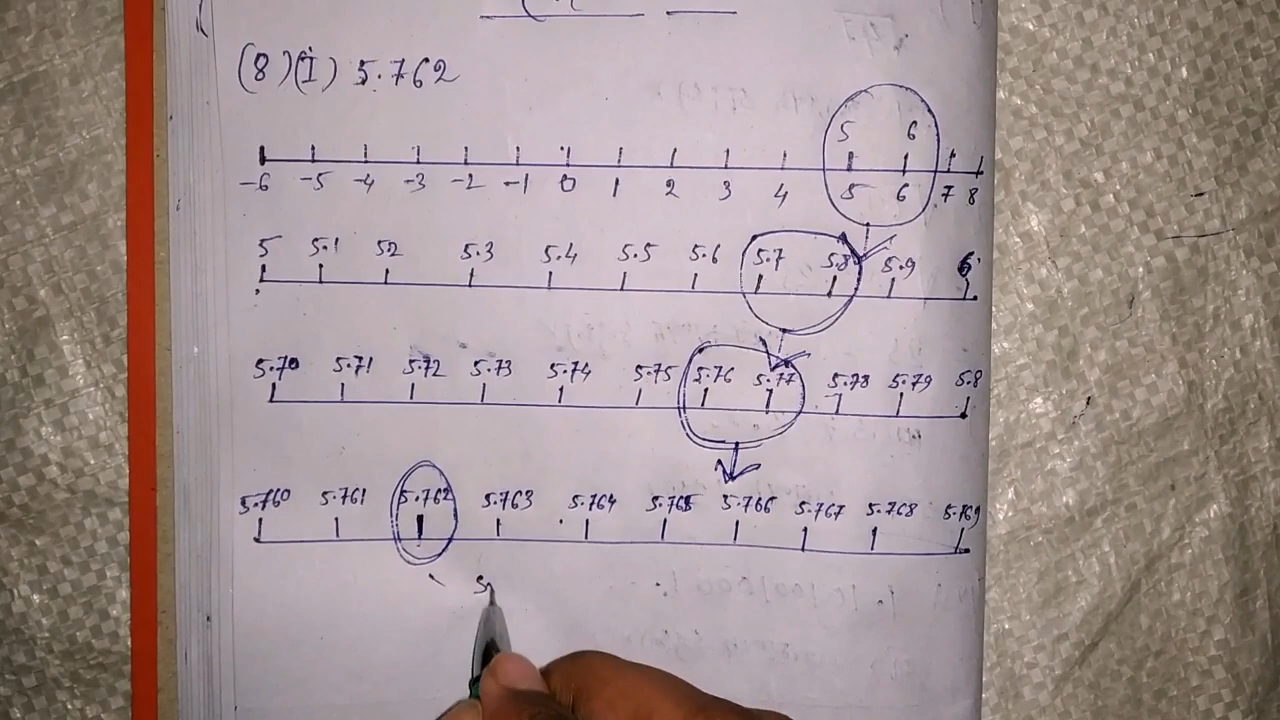 (8)(I) 5.762
5 6
-6 -5 -4 -3 -2 -1 0 1 2 3 4 5 6 7 8
5 5.1 5.2 5.3 5.4 5.5 5.6 5.7 5.8 5.9 6
5.70 5.71 5.72 5.73 5.74 5.75 5.76 5.77 5.78 5.79 5.8
5.760 5.761 5.762 5.763 5.764 5.765 5.766 5.767 5.768 5.769